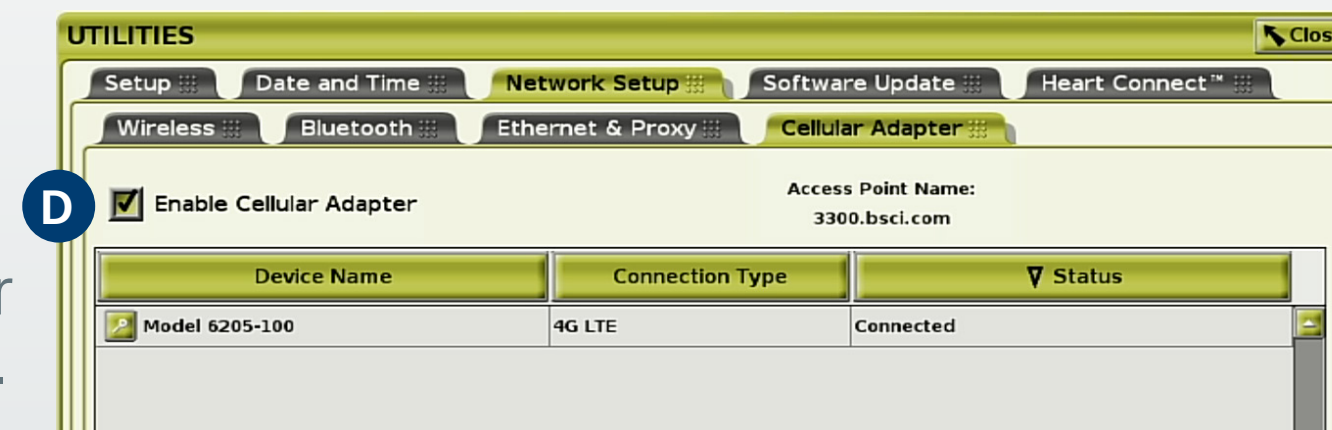 UTILITIES
Clos
Setup Date and Time Network Setup Software Update Heart Connect™
Wireless Bluetooth Ethernet & Proxy Cellular Adapter
D
Enable Cellular Adapter
Access Point Name:
3300.bsci.com
r
Device Name Connection Type Status
Model 6205-100 4G LTE Connected
.